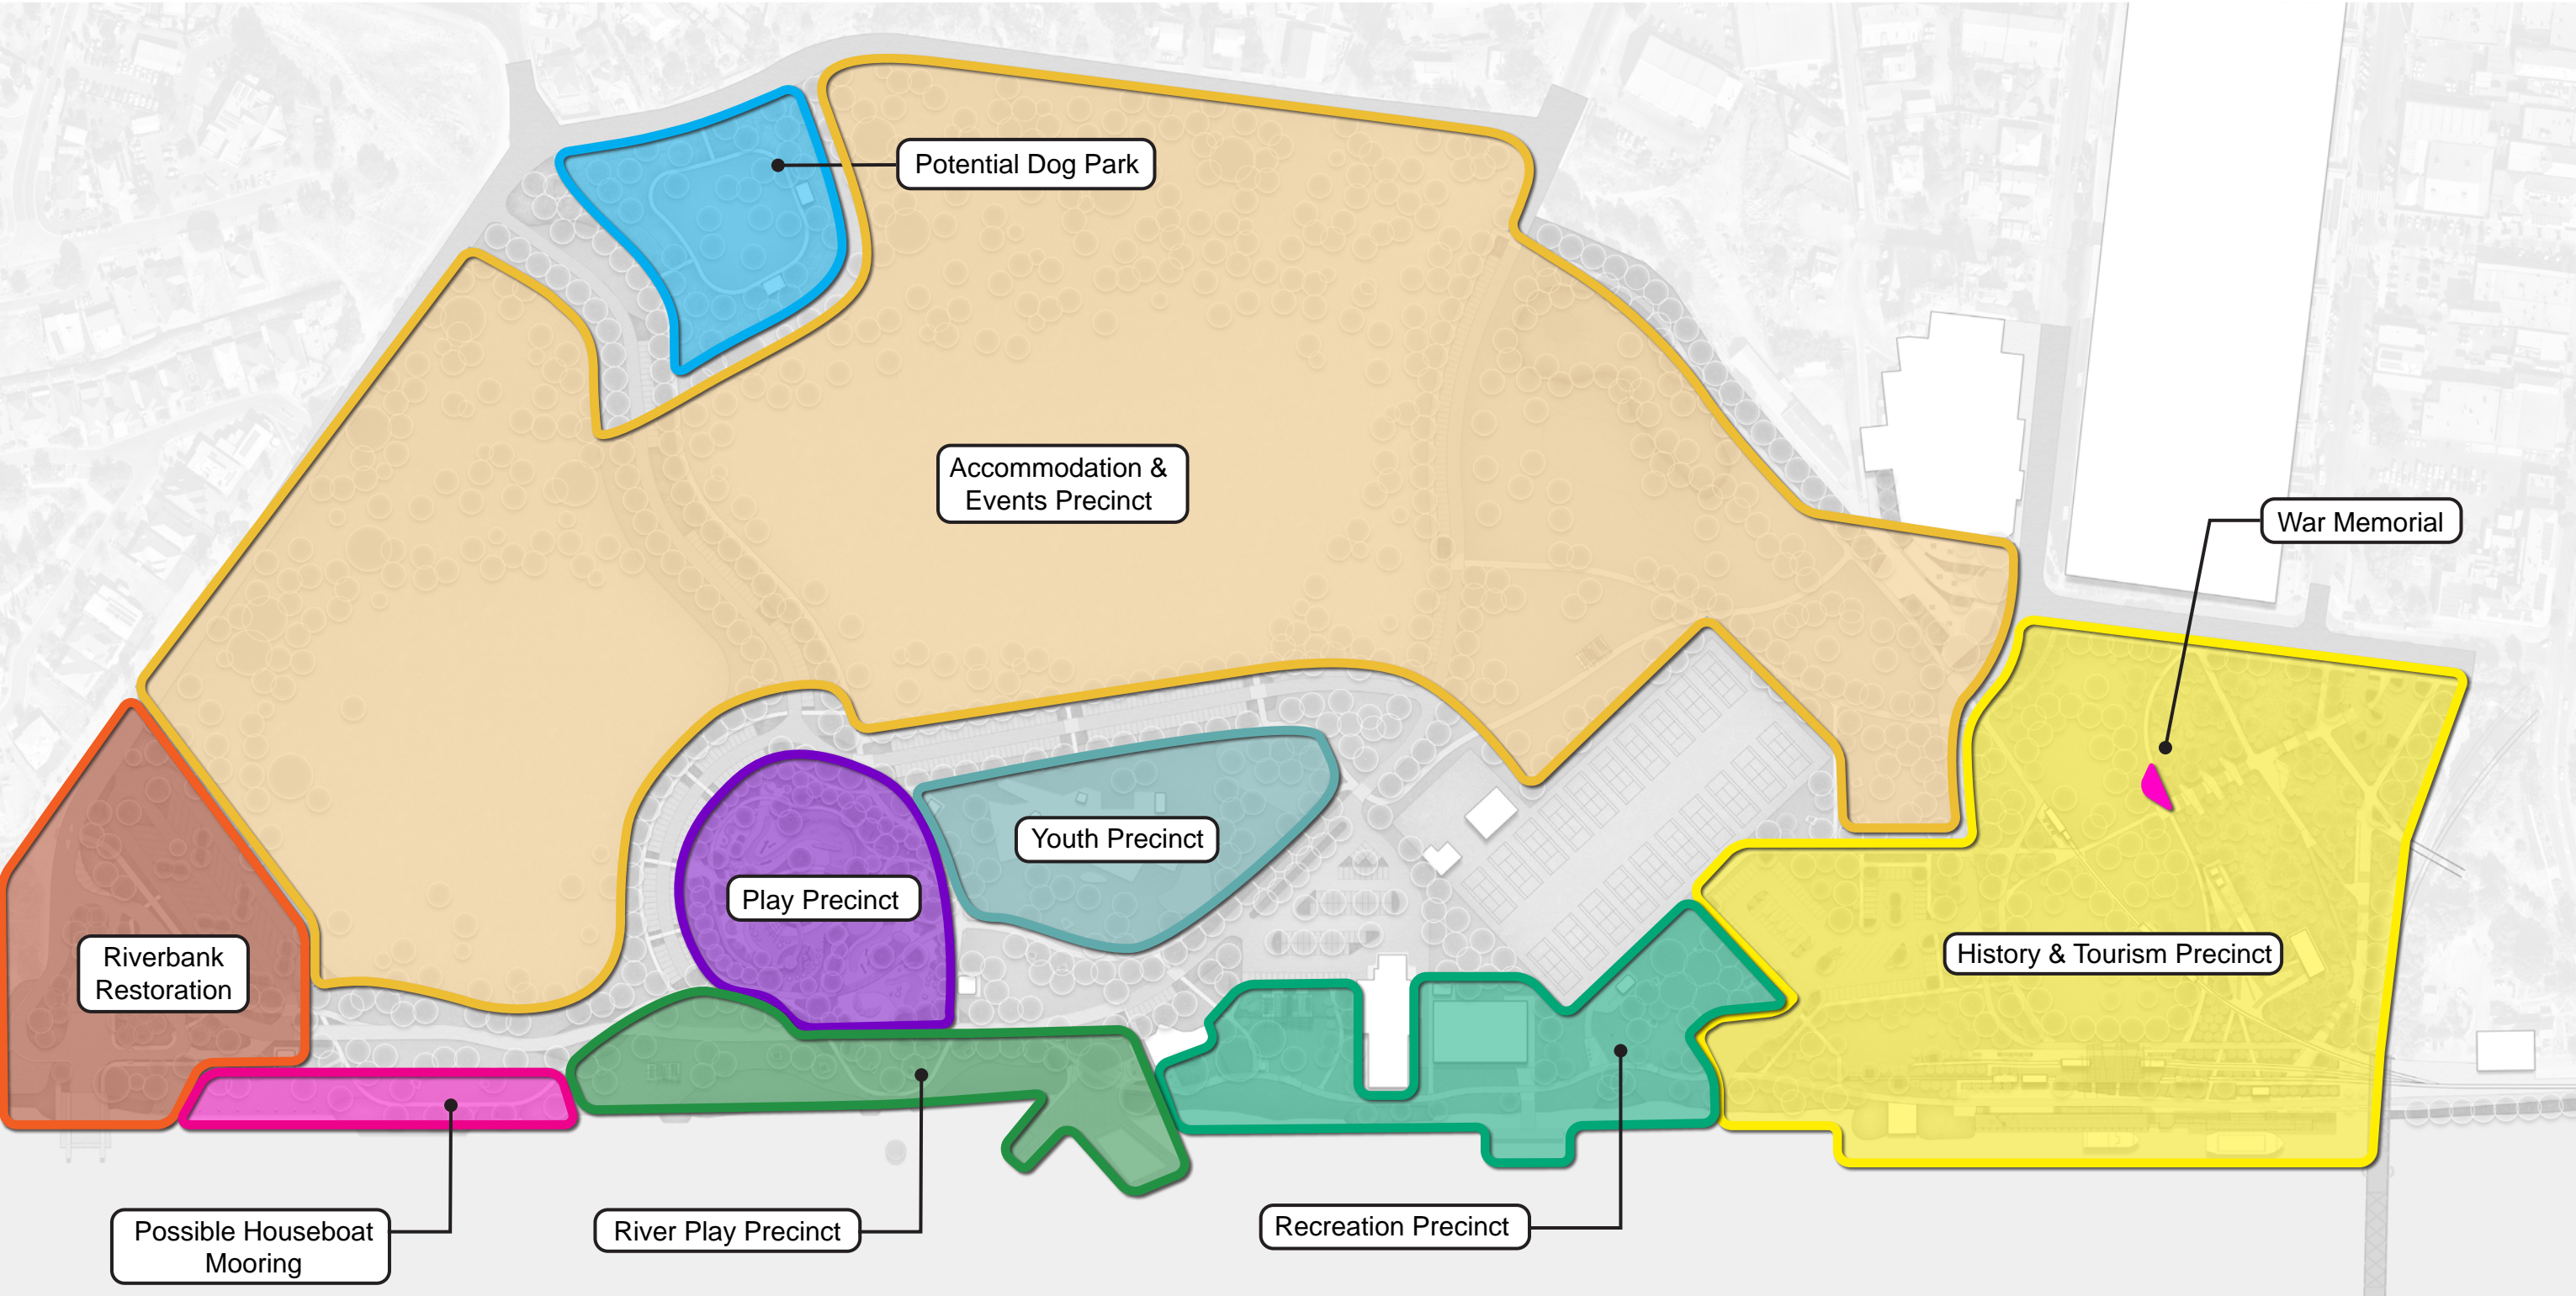 Potential Dog Park
Accommodation &
Events Precinct
War Memorial
Youth Precinct
Play Precinct
Riverbank
Restoration
History & Tourism Precinct
Possible Houseboat
Mooring
River Play Precinct
Recreation Precinct